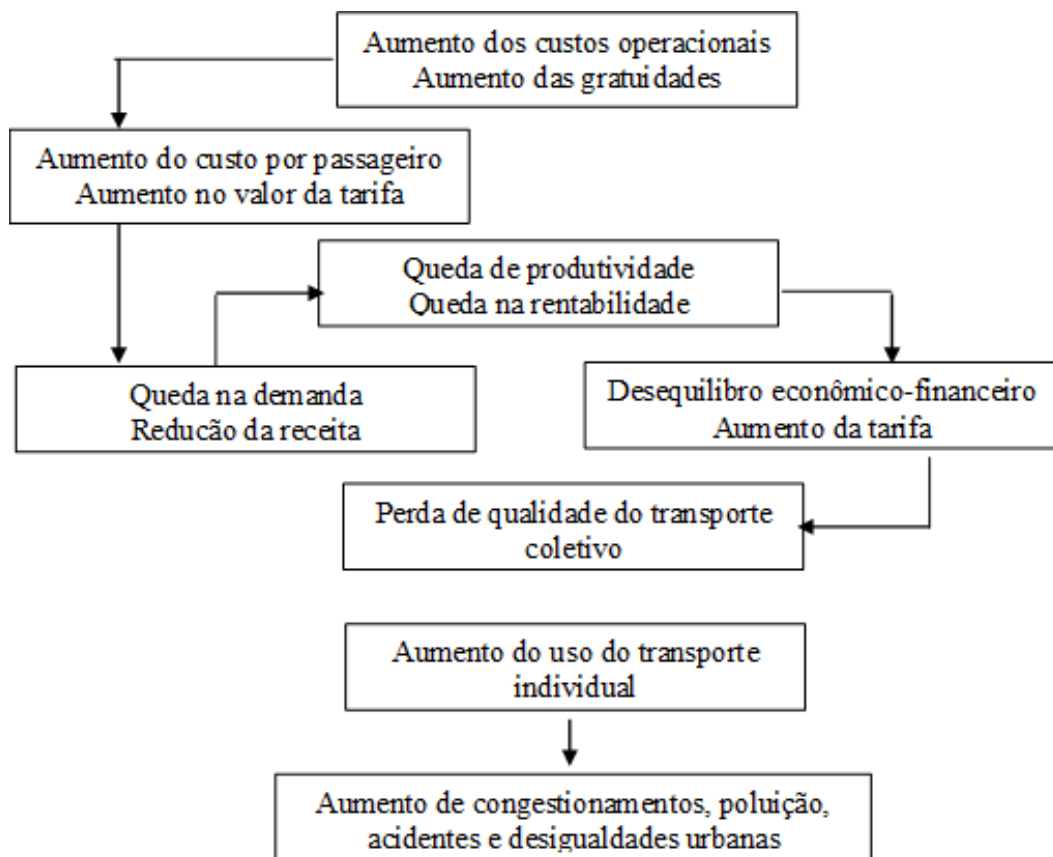 Aumento dos custos operacionais
Aumento das gratuidades
Aumento do custo por passageiro
Aumento no valor da tarifa
Queda de produtividade
Queda na rentabilidade
Queda na demanda
Redução da receita
Desequilibro econômico-financeiro
Aumento da tarifa
Perda de qualidade do transporte
coletivo
Aumento do uso do transporte
individual
Aumento de congestionamentos, poluição,
acidentes e desigualdades urbanas